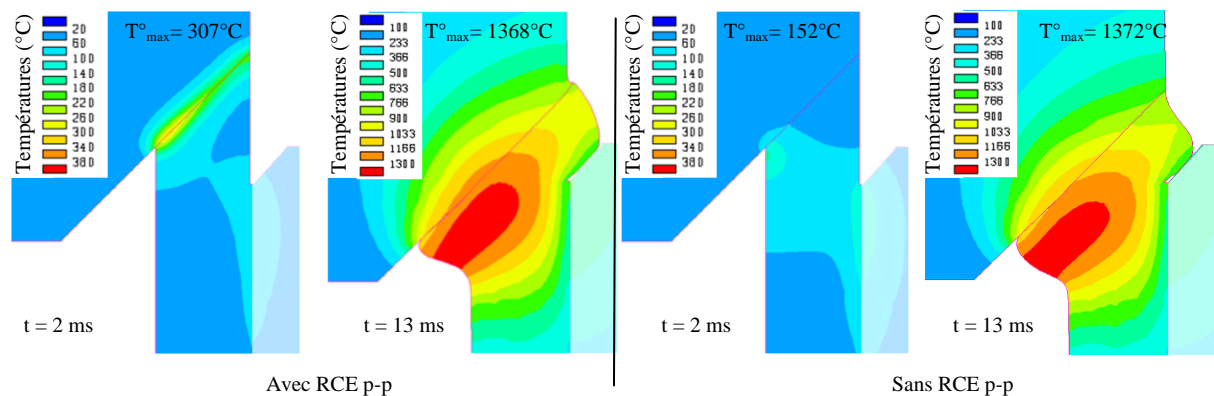 Températures (°C)
20
60
100
140
180
220
260
300
340
380
T°max= 307°C
t = 2 ms
Températures (°C)
100
233
366
500
633
766
900
1033
1166
1300
T°max= 1368°C
t = 13 ms
Avec RCE p-p
Températures (°C)
20
60
100
140
180
220
260
300
340
380
T°max= 152°C
t = 2 ms
Températures (°C)
100
233
366
500
633
766
900
1033
1166
1300
T°max= 1372°C
t = 13 ms
Sans RCE p-p